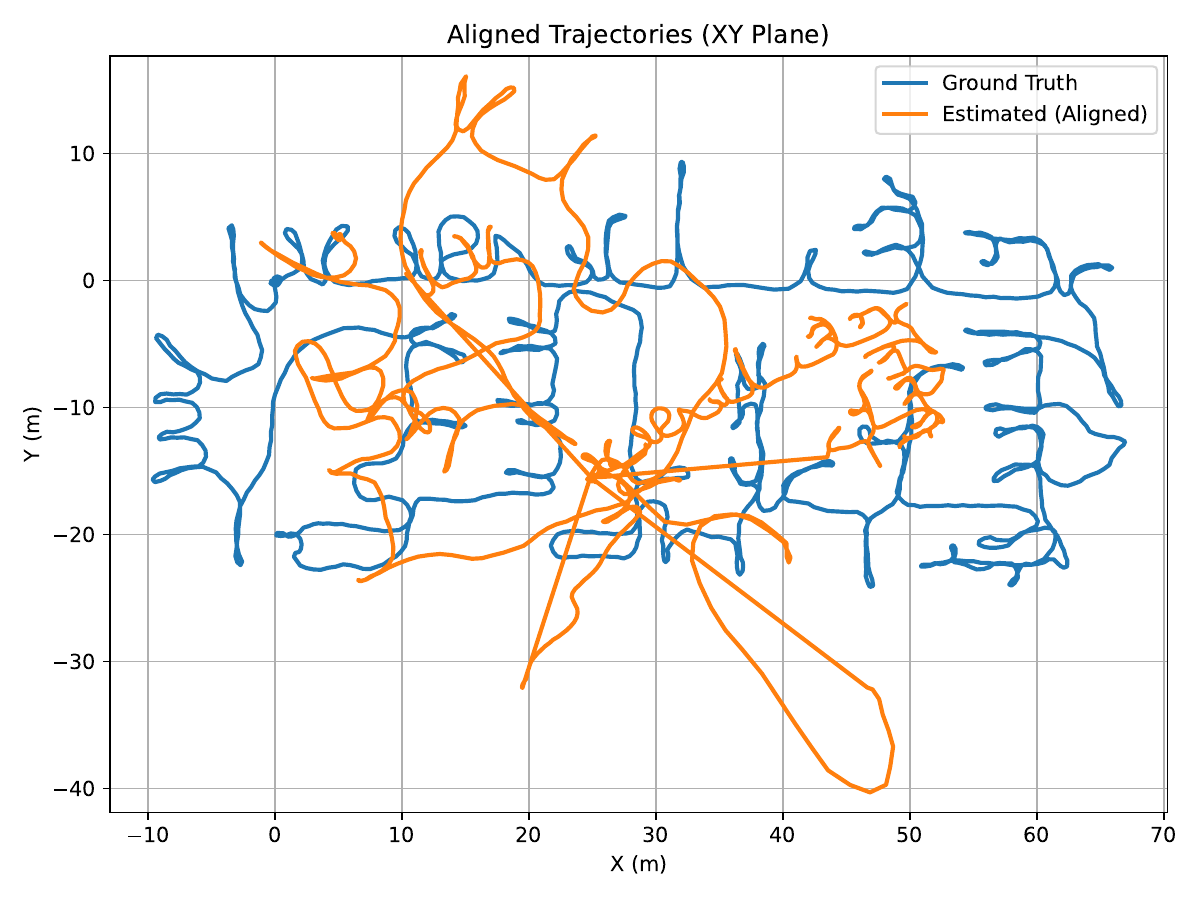 Aligned Trajectories (XY Plane)
Ground Truth
Estimated (Aligned)
10
0
−10
−20
−30
−40
Y (m)
−10 0 10 20 30 40 50 60 70
X (m)